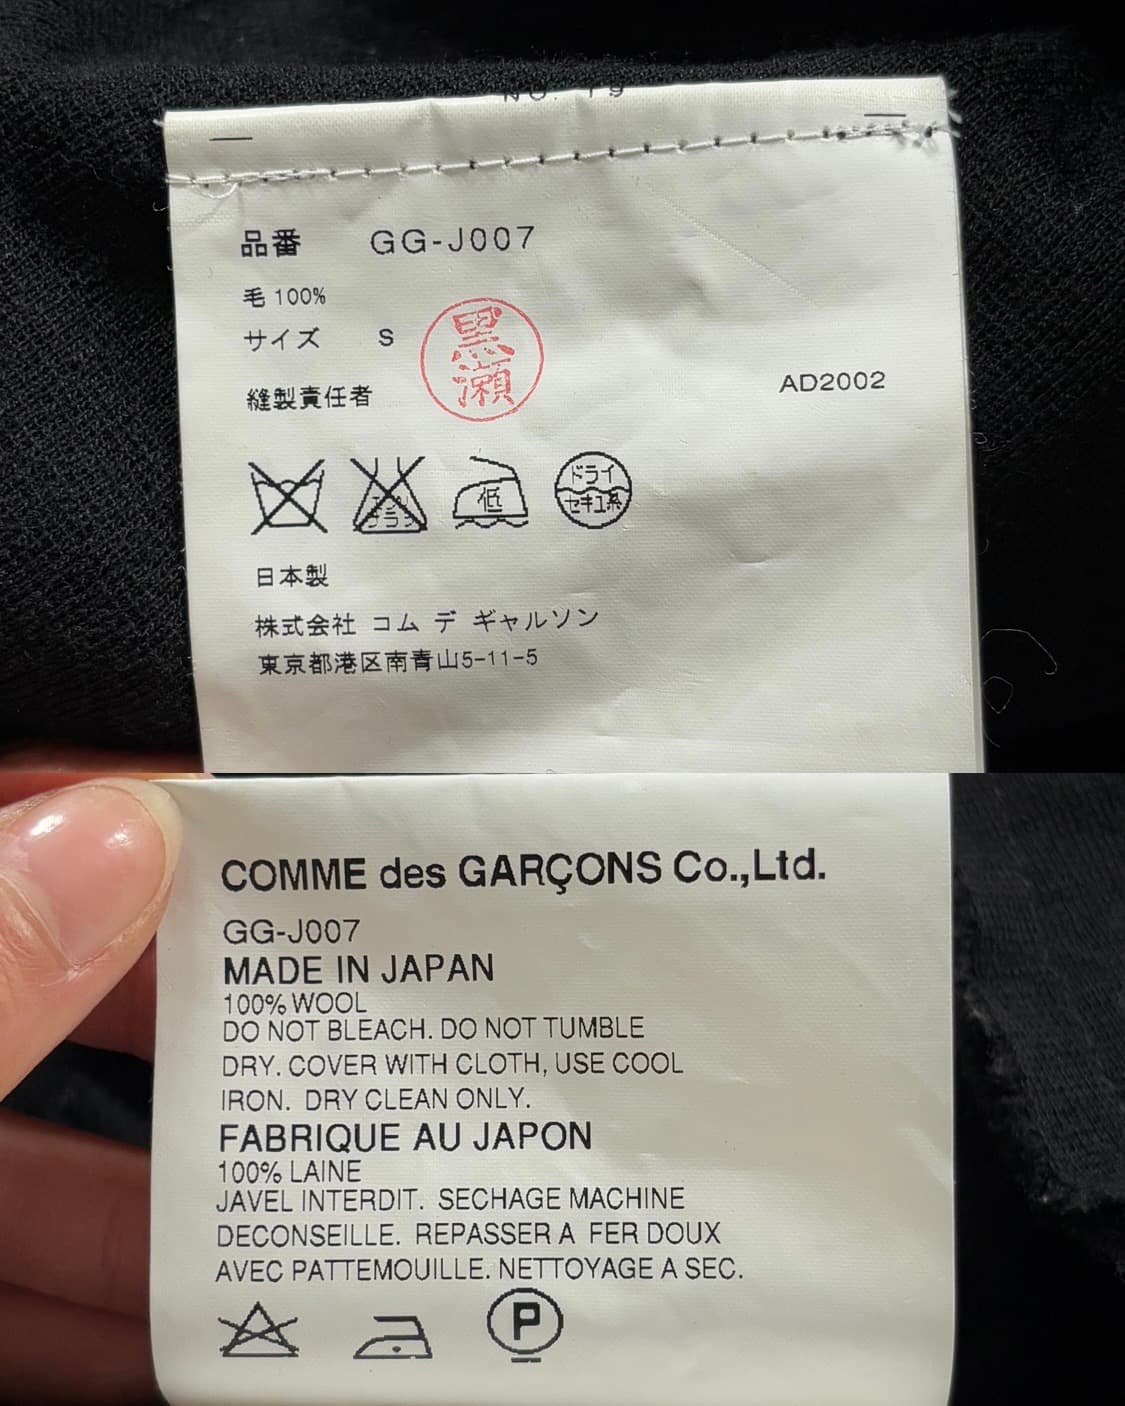 品番 GG-J007
毛 100%
サイズ S
黒瀬
縫製責任者
AD2002
低
ドライ
セキユ系
日本製
株式会社 コム デ ギャルソン
東京都港区南青山5-11-5
COMME des GARÇONS Co.,Ltd.
GG-J007
MADE IN JAPAN
100% WOOL
DO NOT BLEACH. DO NOT TUMBLE
DRY. COVER WITH CLOTH, USE COOL
IRON. DRY CLEAN ONLY.
FABRIQUE AU JAPON
100% LAINE
JAVEL INTERDIT. SECHAGE MACHINE
DECONSEILLE. REPASSER A FER DOUX
AVEC PATTEMOUILLE. NETTOYAGE A SEC.
P